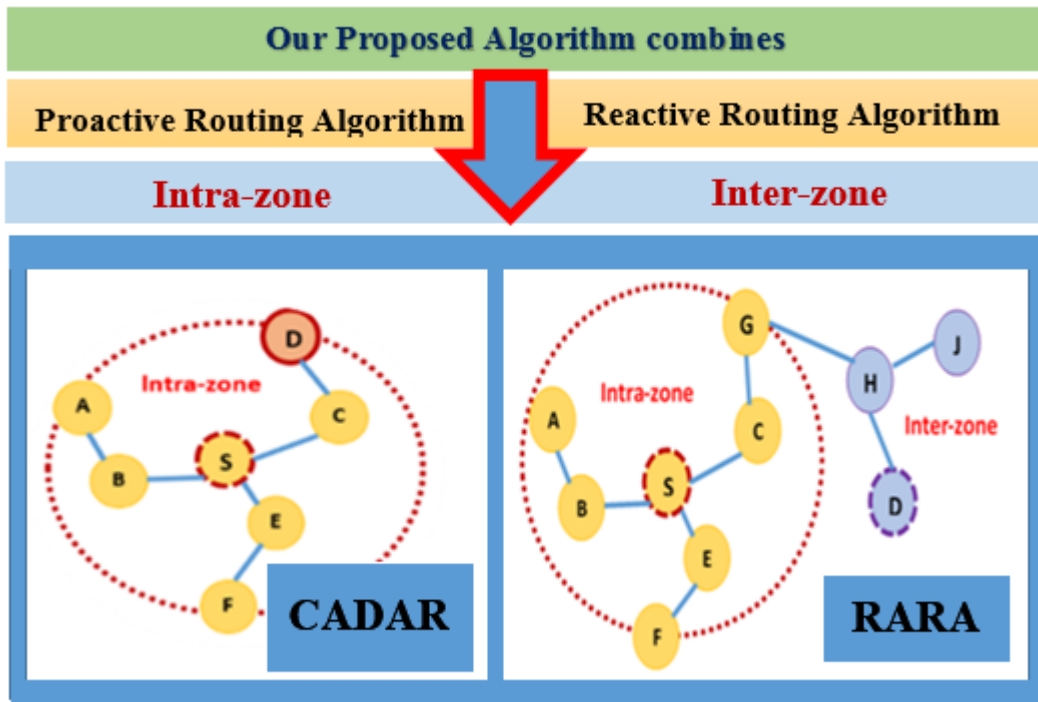 Our Proposed Algorithm combines
Proactive Routing Algorithm
Reactive Routing Algorithm
Intra-zone
Inter-zone
D
Intra-zone
A
C
S
B
E
F
CADAR
G
J
H
Intra-zone
A
C
Inter-zone
S
B
D
E
F
RARA